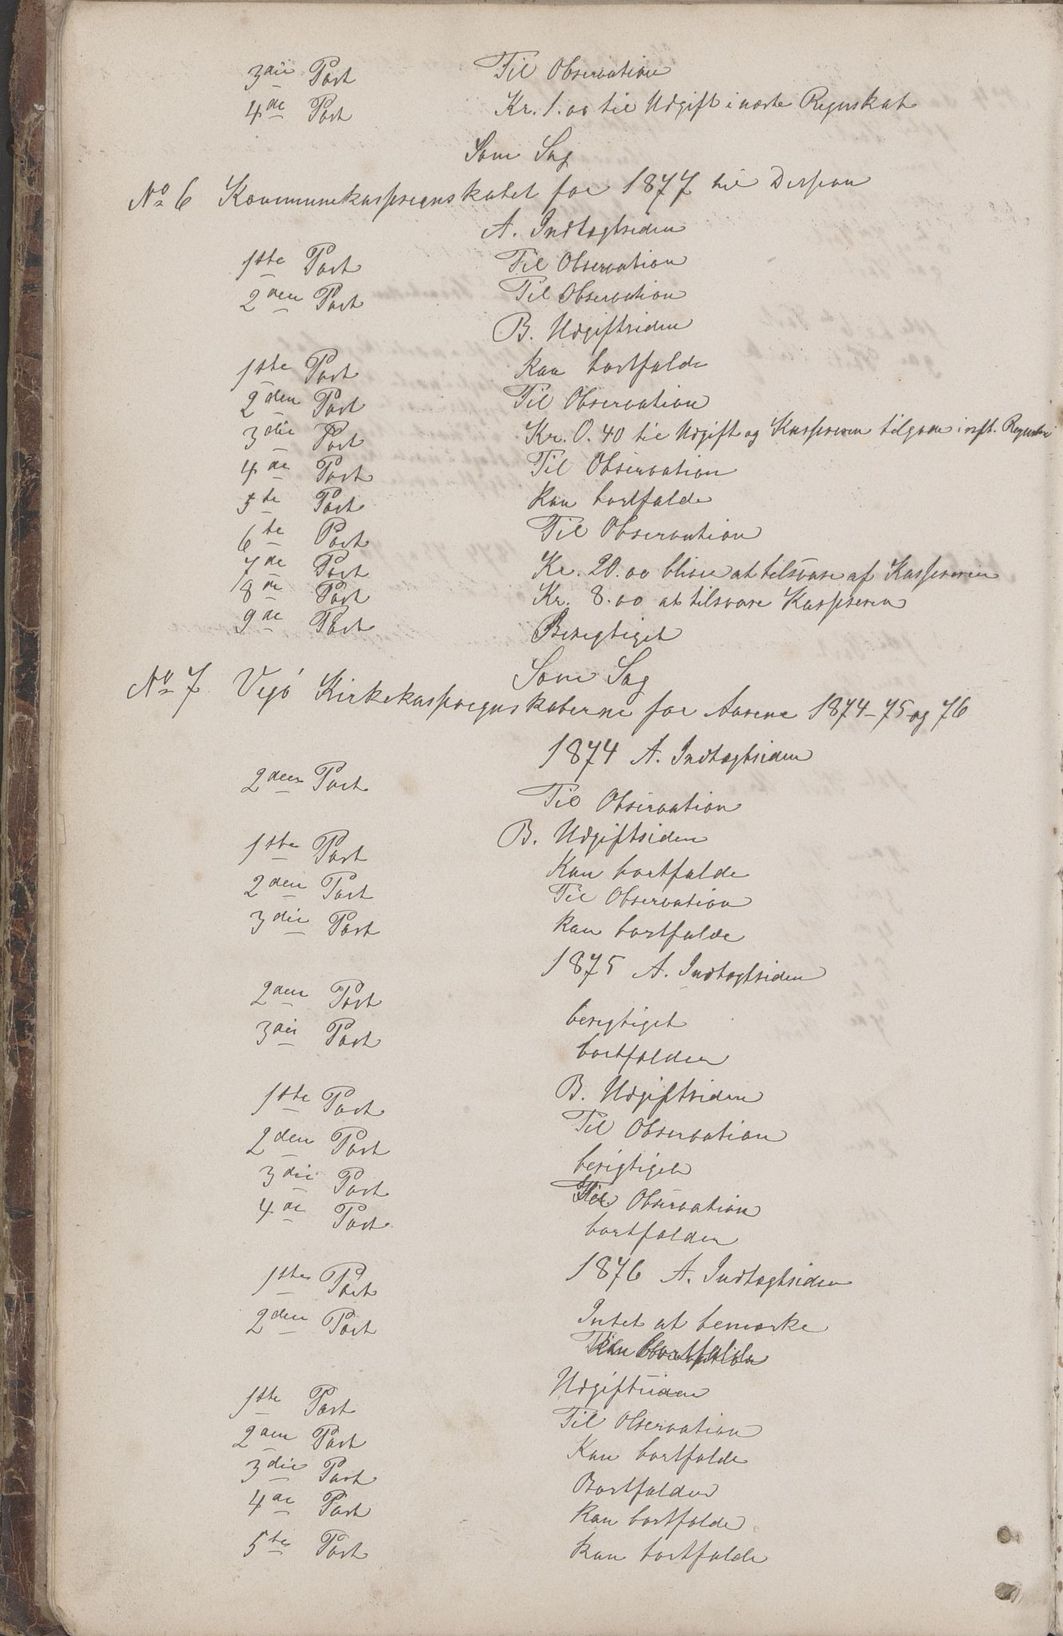 3die Post Til Observation
4de Post Kr. 1.00 til Udgift i næste Regnskab
Som Sag
No 6 Kommunekasseregnskabet for 1877 til Decision
A. Indtægtsiden
1ste Post Til Observation
2den Post Til Observation
B. Udgiftsiden
1ste Post kan bortfalde
2den Post Til Observation
3die Post Kr. 0.40 til Udgift og Kassereren tilgode i
4de Post Til Observation
5te Post kan bortfalde
6te Post Til Observation
7de Post Kr. 20.00 bliver at tilsvare af Kassereren
8de Post Kr. 8.00 at tilsvare Kassereren
9de Post Berigtiget
Som Sag
No 7 Vejø Kirkekasseregnskaberne for Aarene 1874-75 og 76
1874 A. Indtægtsiden
2den Post Til Observation
B. Udgiftsiden
1ste Post Kan bortfalde
2den Post Til Observation
3die Post kan bortfalde
1875 A. Indtægtsiden
2den Post berigtiget
3die Post bortfalder
B. Udgiftsiden
1ste Post Til Observation
2den Post berigtiget
3die Post Til Observation
4de Post bortfalder
1876 A. Indtægtsiden
1ste Post Intet at bemærke
2den Post kan bortfalde
Udgiftsiden
1ste Post Til Observation
2den Post Kan bortfalde
3die Post Bortfalder
4de Post kan bortfalde
5te Post kan bortfalde